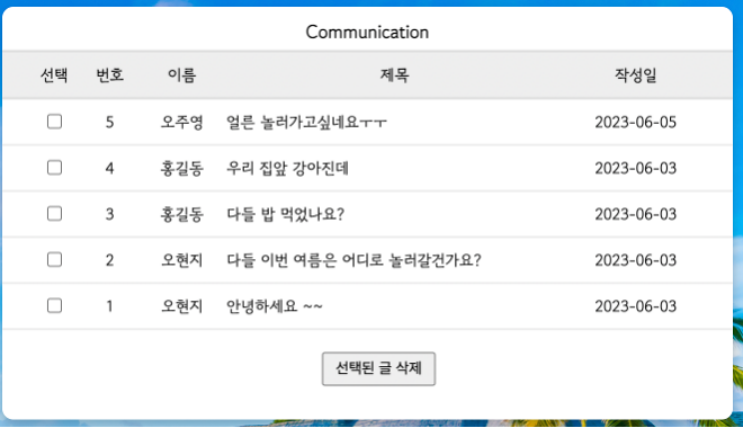 Communication
선택 번호 이름 제목 작성일
5 오주영 얼른 놀러가고싶네요ㅜㅜ 2023-06-05
4 홍길동 우리 집앞 강아진데 2023-06-03
3 홍길동 다들 밥 먹었나요? 2023-06-03
2 오현지 다들 이번 여름은 어디로 놀러갈건가요? 2023-06-03
1 오현지 안녕하세요 ~~ 2023-06-03
선택된 글 삭제